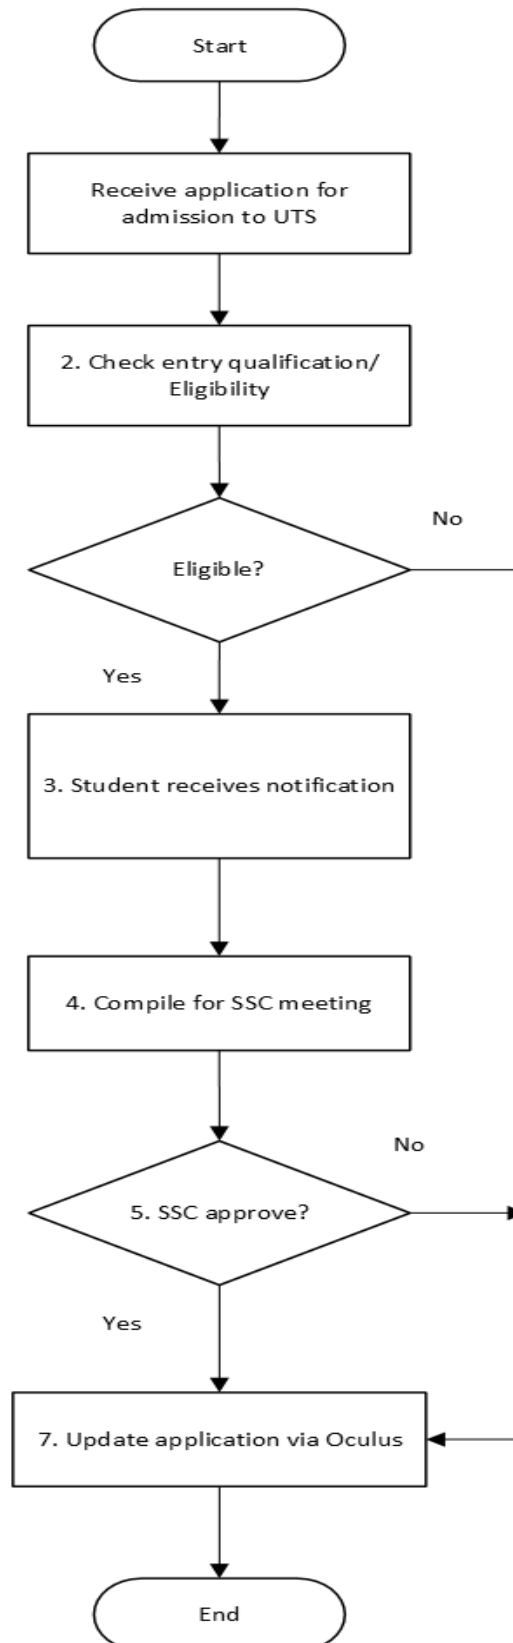 Start
Receive application for
admission to UTS
2. Check entry qualification/
Eligibility
No
Eligible?
Yes
3. Student receives notification
4. Compile for SSC meeting
No
5. SSC approve?
Yes
7. Update application via Oculus
End